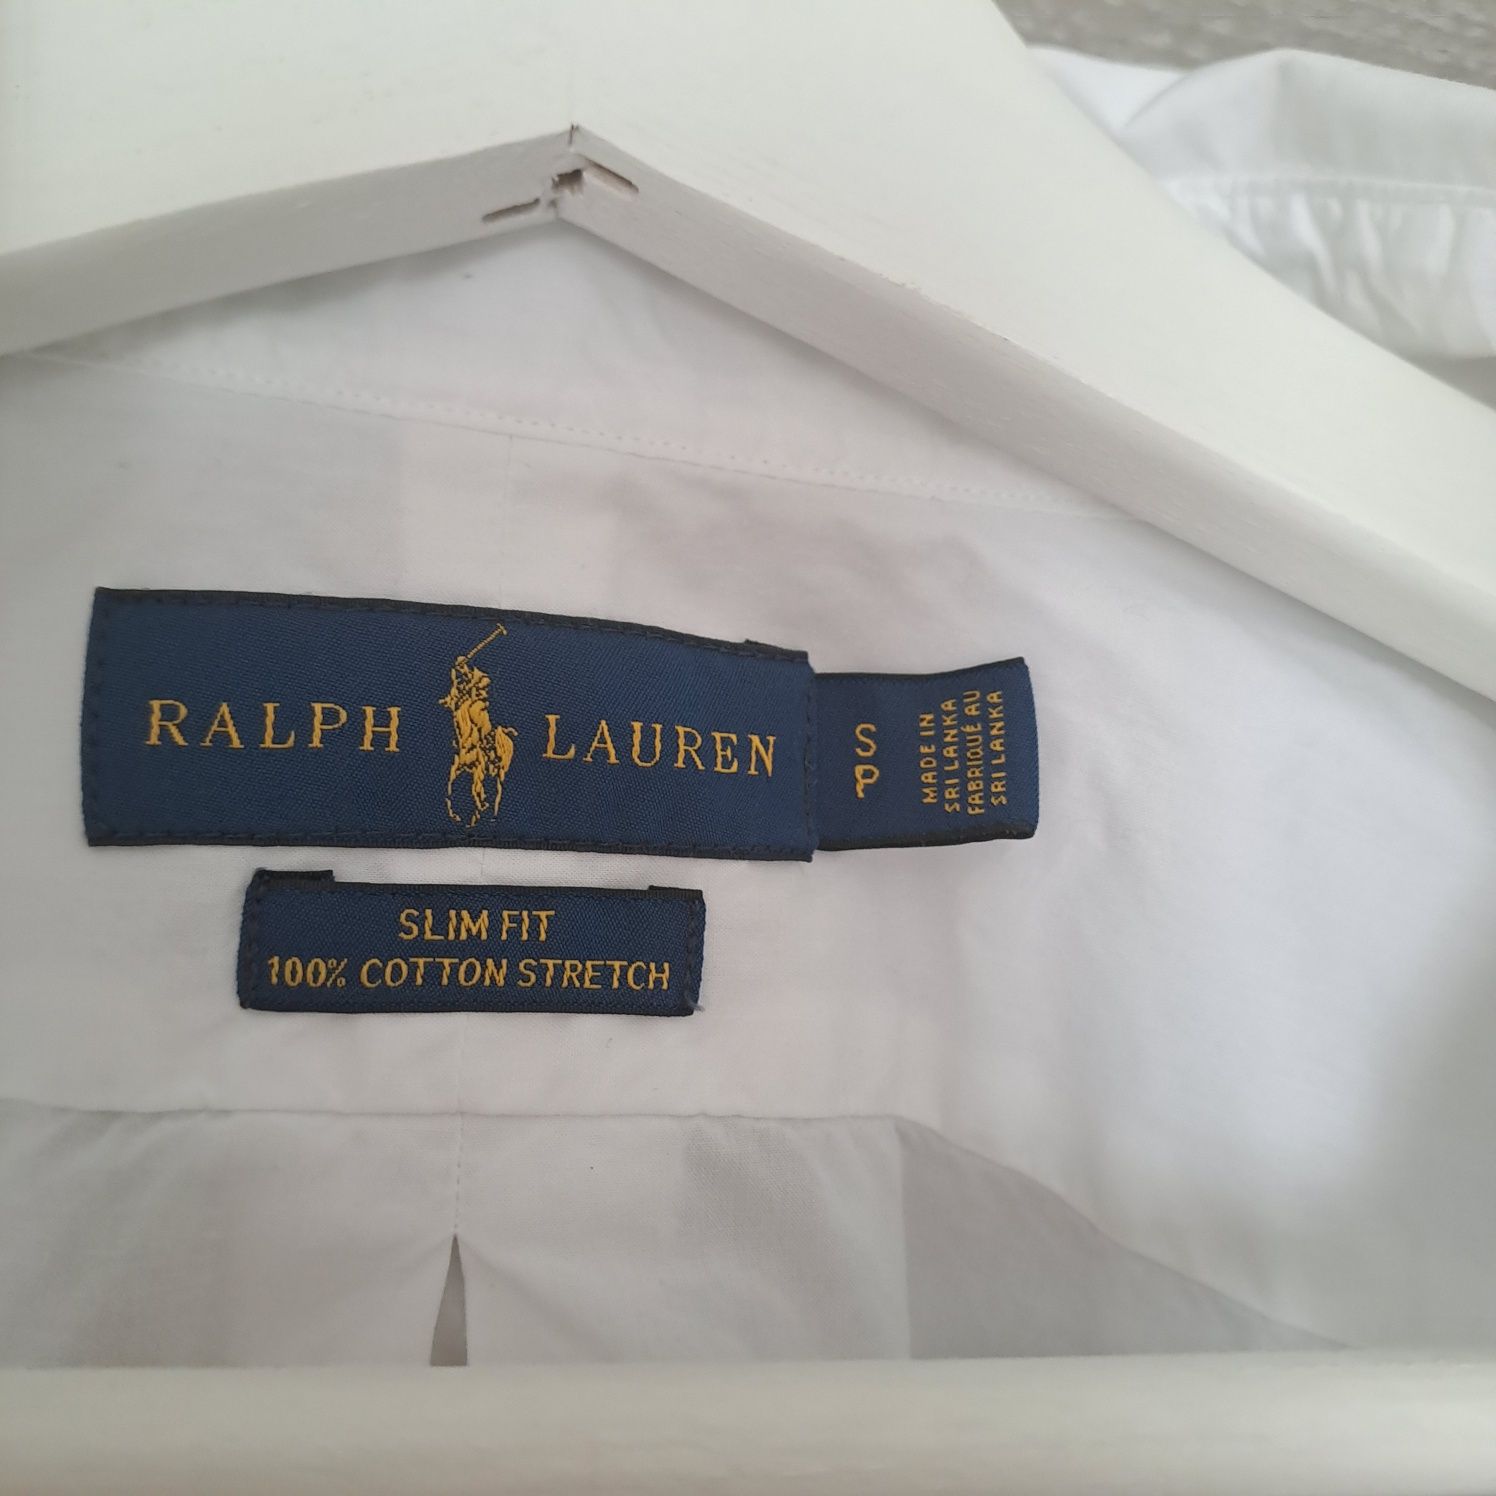 RALPH LAUREN
S
P
MADE IN
SRI LANKA
FABRIQUÉ AU
SRI LANKA
SLIM FIT
100% COTTON STRETCH